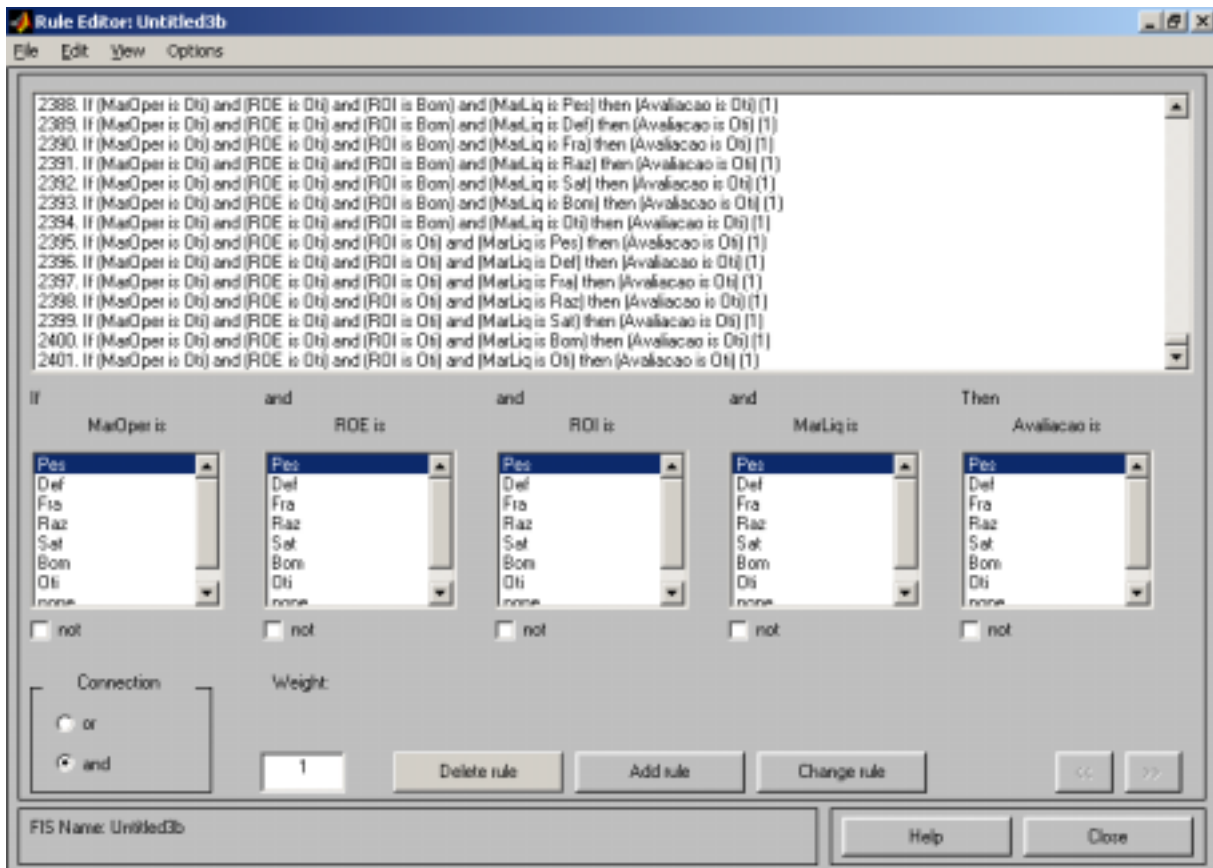 Rule Editor: Untitled3b
File Edit View Options
2388. If (MarOper is Oti) and (ROE is Oti) and (ROI is Bom) and (MarLiq is Pes) then (Avaliacao is Oti) (1)
2389. If (MarOper is Oti) and (ROE is Oti) and (ROI is Bom) and (MarLiq is Def) then (Avaliacao is Oti) (1)
2390. If (MarOper is Oti) and (ROE is Oti) and (ROI is Bom) and (MarLiq is Fra) then (Avaliacao is Oti) (1)
2391. If (MarOper is Oti) and (ROE is Oti) and (ROI is Bom) and (MarLiq is Raz) then (Avaliacao is Oti) (1)
2392. If (MarOper is Oti) and (ROE is Oti) and (ROI is Bom) and (MarLiq is Sat) then (Avaliacao is Oti) (1)
2393. If (MarOper is Oti) and (ROE is Oti) and (ROI is Bom) and (MarLiq is Bom) then (Avaliacao is Oti) (1)
2394. If (MarOper is Oti) and (ROE is Oti) and (ROI is Bom) and (MarLiq is Oti) then (Avaliacao is Oti) (1)
2395. If (MarOper is Oti) and (ROE is Oti) and (ROI is Oti) and (MarLiq is Pes) then (Avaliacao is Oti) (1)
2396. If (MarOper is Oti) and (ROE is Oti) and (ROI is Oti) and (MarLiq is Def) then (Avaliacao is Oti) (1)
2397. If (MarOper is Oti) and (ROE is Oti) and (ROI is Oti) and (MarLiq is Fra) then (Avaliacao is Oti) (1)
2398. If (MarOper is Oti) and (ROE is Oti) and (ROI is Oti) and (MarLiq is Raz) then (Avaliacao is Oti) (1)
2399. If (MarOper is Oti) and (ROE is Oti) and (ROI is Oti) and (MarLiq is Sat) then (Avaliacao is Oti) (1)
2400. If (MarOper is Oti) and (ROE is Oti) and (ROI is Oti) and (MarLiq is Bom) then (Avaliacao is Oti) (1)
2401. If (MarOper is Oti) and (ROE is Oti) and (ROI is Oti) and (MarLiq is Oti) then (Avaliacao is Oti) (1)
If and and and Then
MarOper is ROE is ROI is MarLiq is Avaliacao is
Pes Pes Pes Pes Pes
Def Def Def Def Def
Fra Fra Fra Fra Fra
Raz Raz Raz Raz Raz
Sat Sat Sat Sat Sat
Bom Bom Bom Bom Bom
Oti Oti Oti Oti Oti
none none none none none
not not not not not
Connection Weight:
or
and 1 Delete rule Add rule Change rule << >>
FIS Name: Untitled3b Help Close